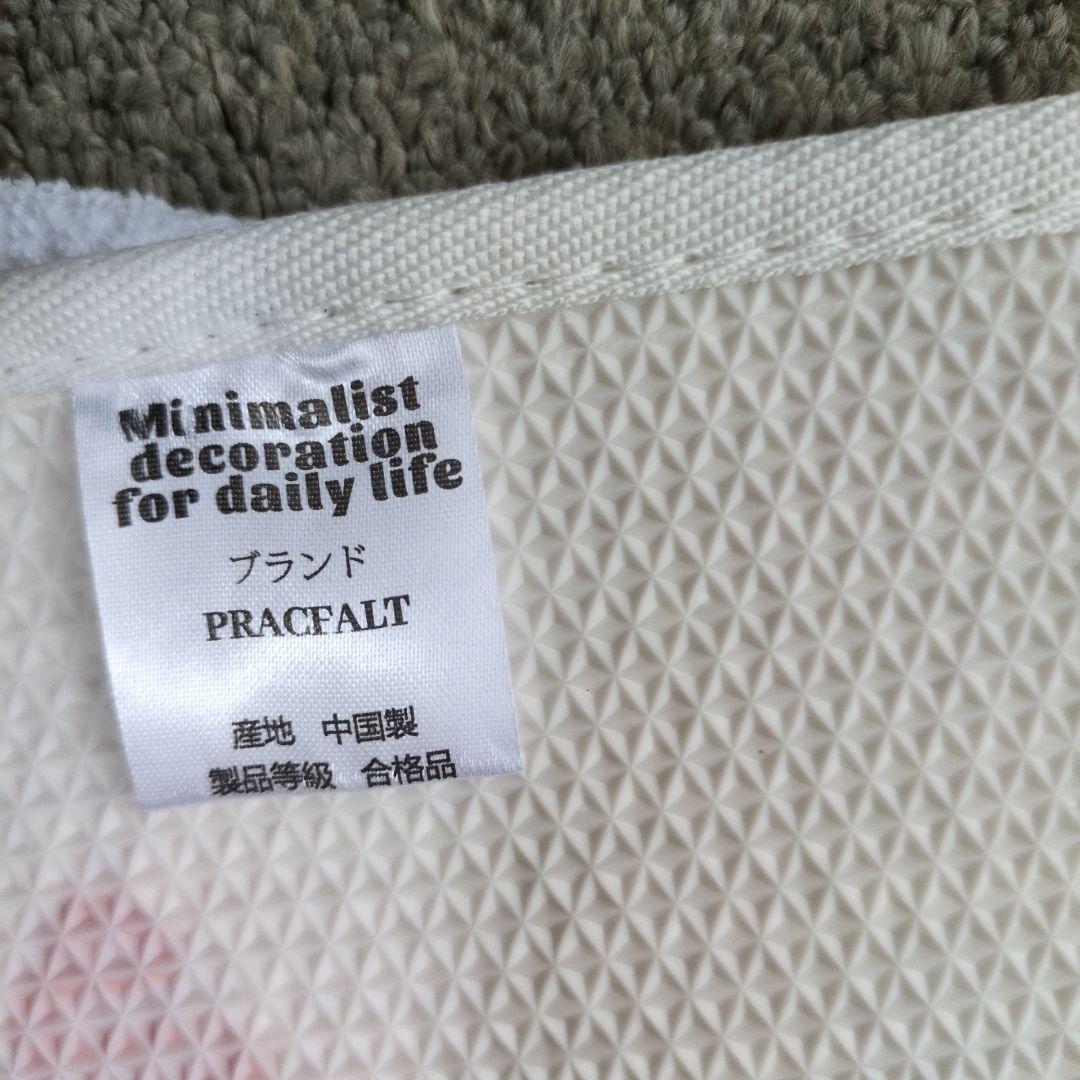 Minimalist
decoration
for daily life
ブランド
PRACFALT
産地 中国製
製品等級 合格品